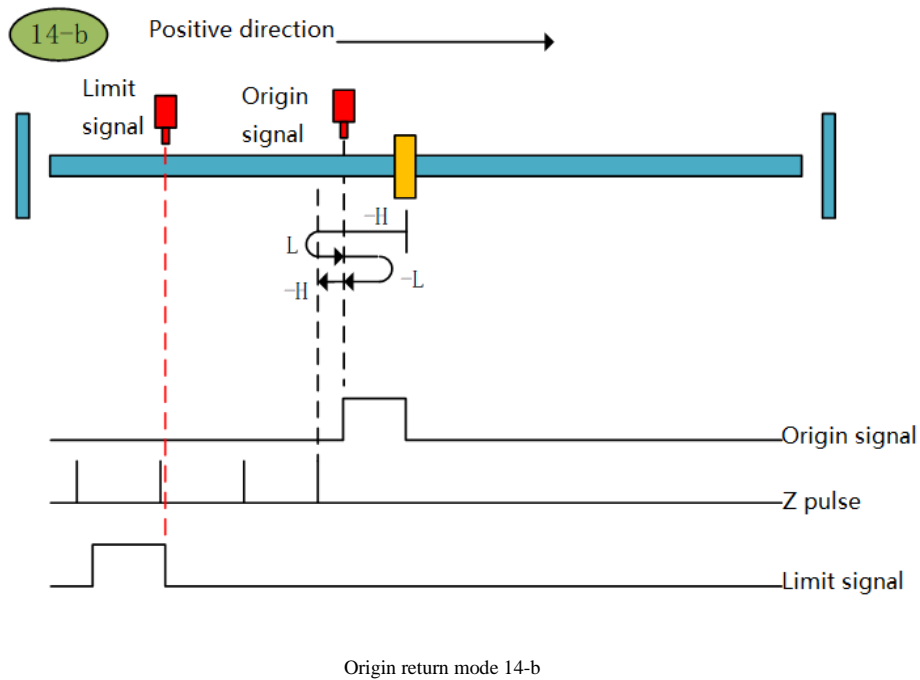 14-b
Positive direction
Limit
signal
Origin
signal
-H
L
-L
-H
Origin signal
Z pulse
Limit signal
Origin return mode 14-b